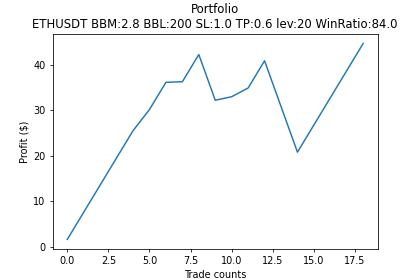 Portfolio
ETHUSDT BBM:2.8 BBL:200 SL:1.0 TP:0.6 lev:20 WinRatio:84.0
40
30
20
10
0
Profit ($)
0.0 2.5 5.0 7.5 10.0 12.5 15.0 17.5
Trade counts